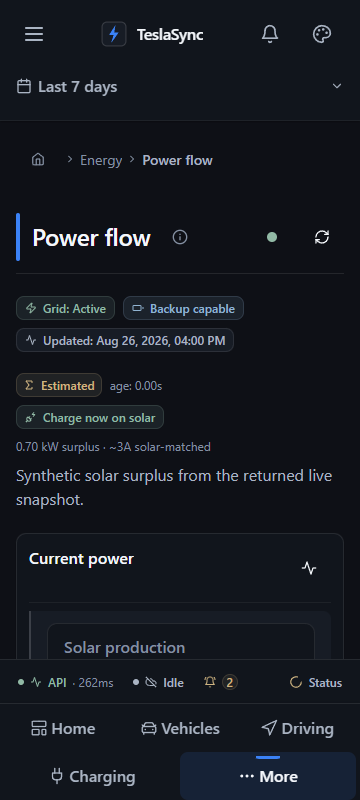 TeslaSync
Last 7 days
Energy
Power flow
Power flow
Grid: Active
Backup capable
Updated: Aug 26, 2026, 04:00 PM
Estimated
age: 0.00s
Charge now on solar
0.70 kW surplus · ~3A solar-matched
Synthetic solar surplus from the returned live
snapshot.
Current power
Solar production
API · 262ms
Idle
2
Status
Home
Vehicles
Driving
Charging
More